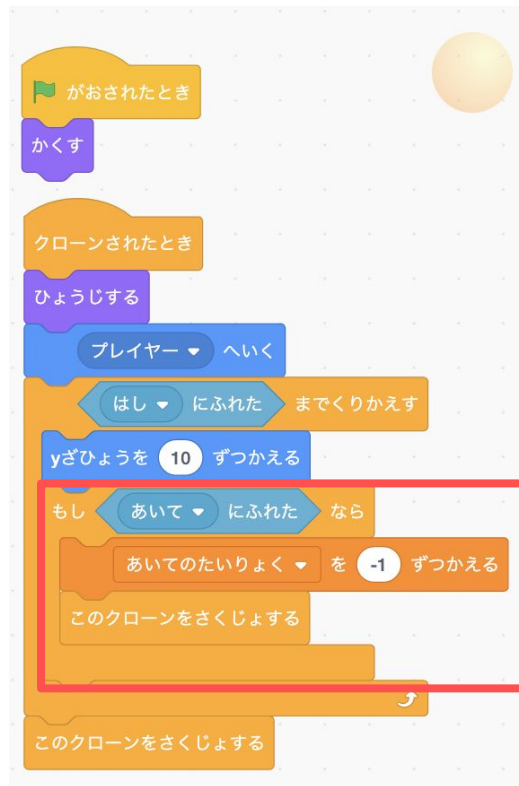 がおされたとき
かくす
クローンされたとき
ひょうじする
プレイヤー へいく
はし にふれた までくりかえす
yざひょうを 10 ずつかえる
もし あいて にふれた なら
あいてのたいりょく を -1 ずつかえる
このクローンをさくじょする
このクローンをさくじょする